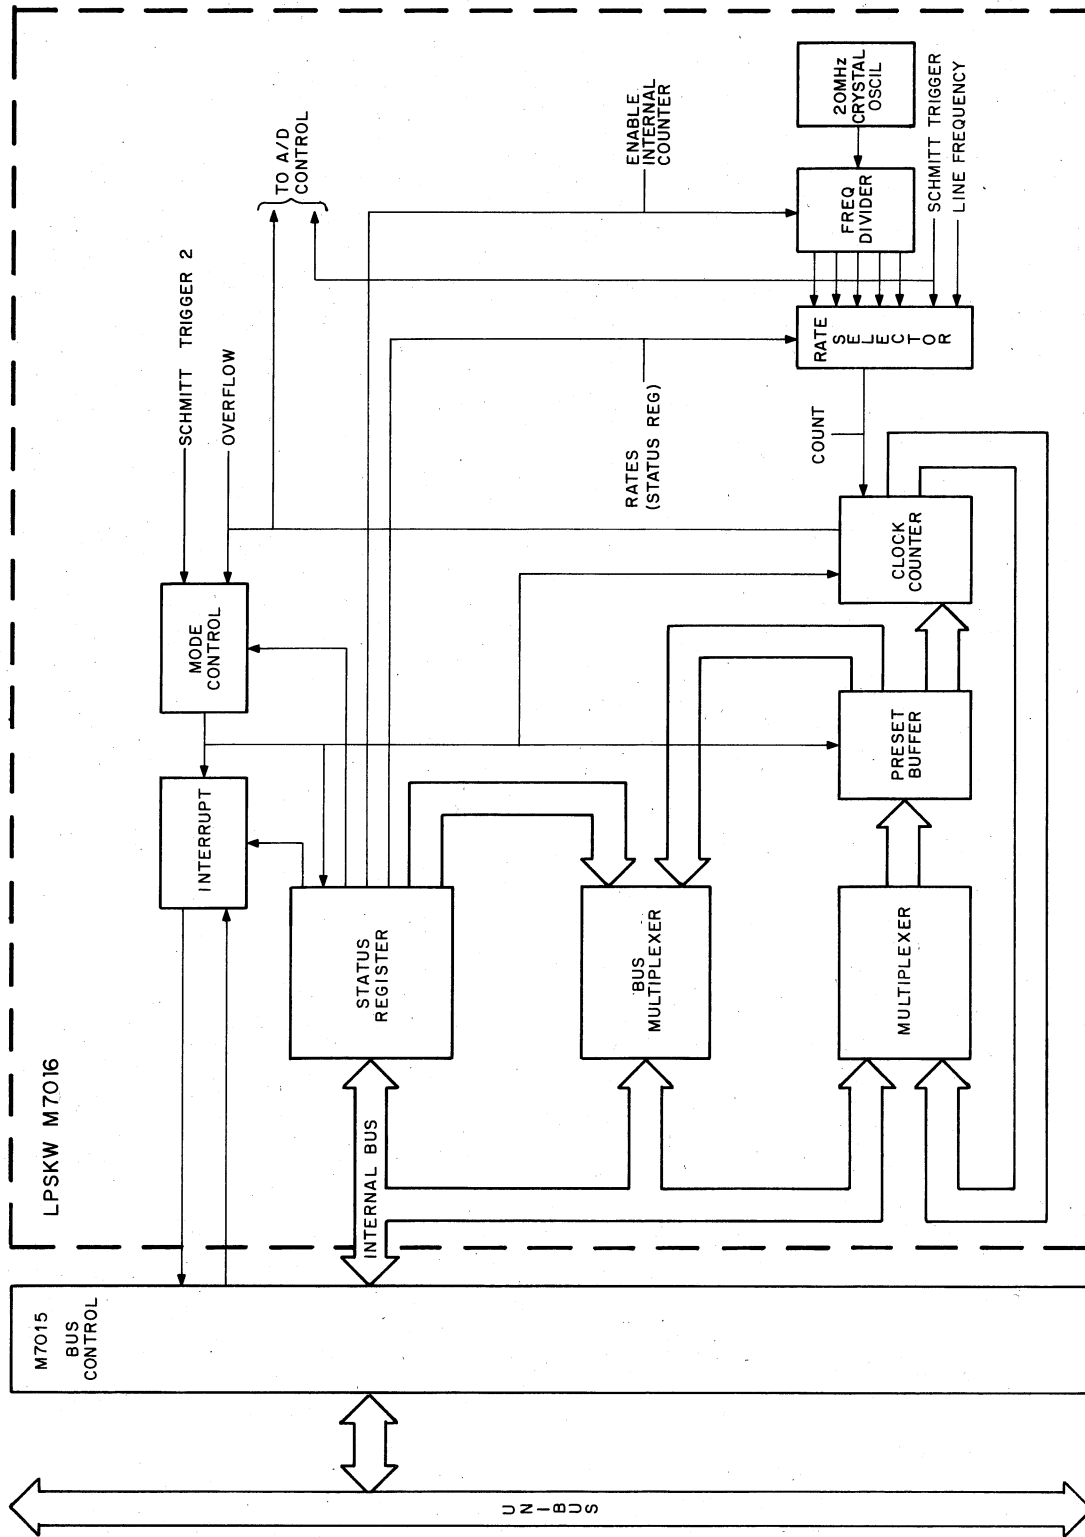 LPSKW M7016
M7015
BUS
CONTROL
UNIBUS
INTERNAL BUS
INTERRUPT
MODE
CONTROL
SCHMITT TRIGGER 2
OVERFLOW
TO A/D
CONTROL
STATUS
REGISTER
BUS
MULTIPLEXER
MULTIPLEXER
PRESET
BUFFER
CLOCK
COUNTER
COUNT
RATES
(STATUS REG)
RATE
SELECTOR
ENABLE
INTERNAL
COUNTER
FREQ
DIVIDER
20MHz
CRYSTAL
OSCIL
SCHMITT TRIGGER
LINE FREQUENCY